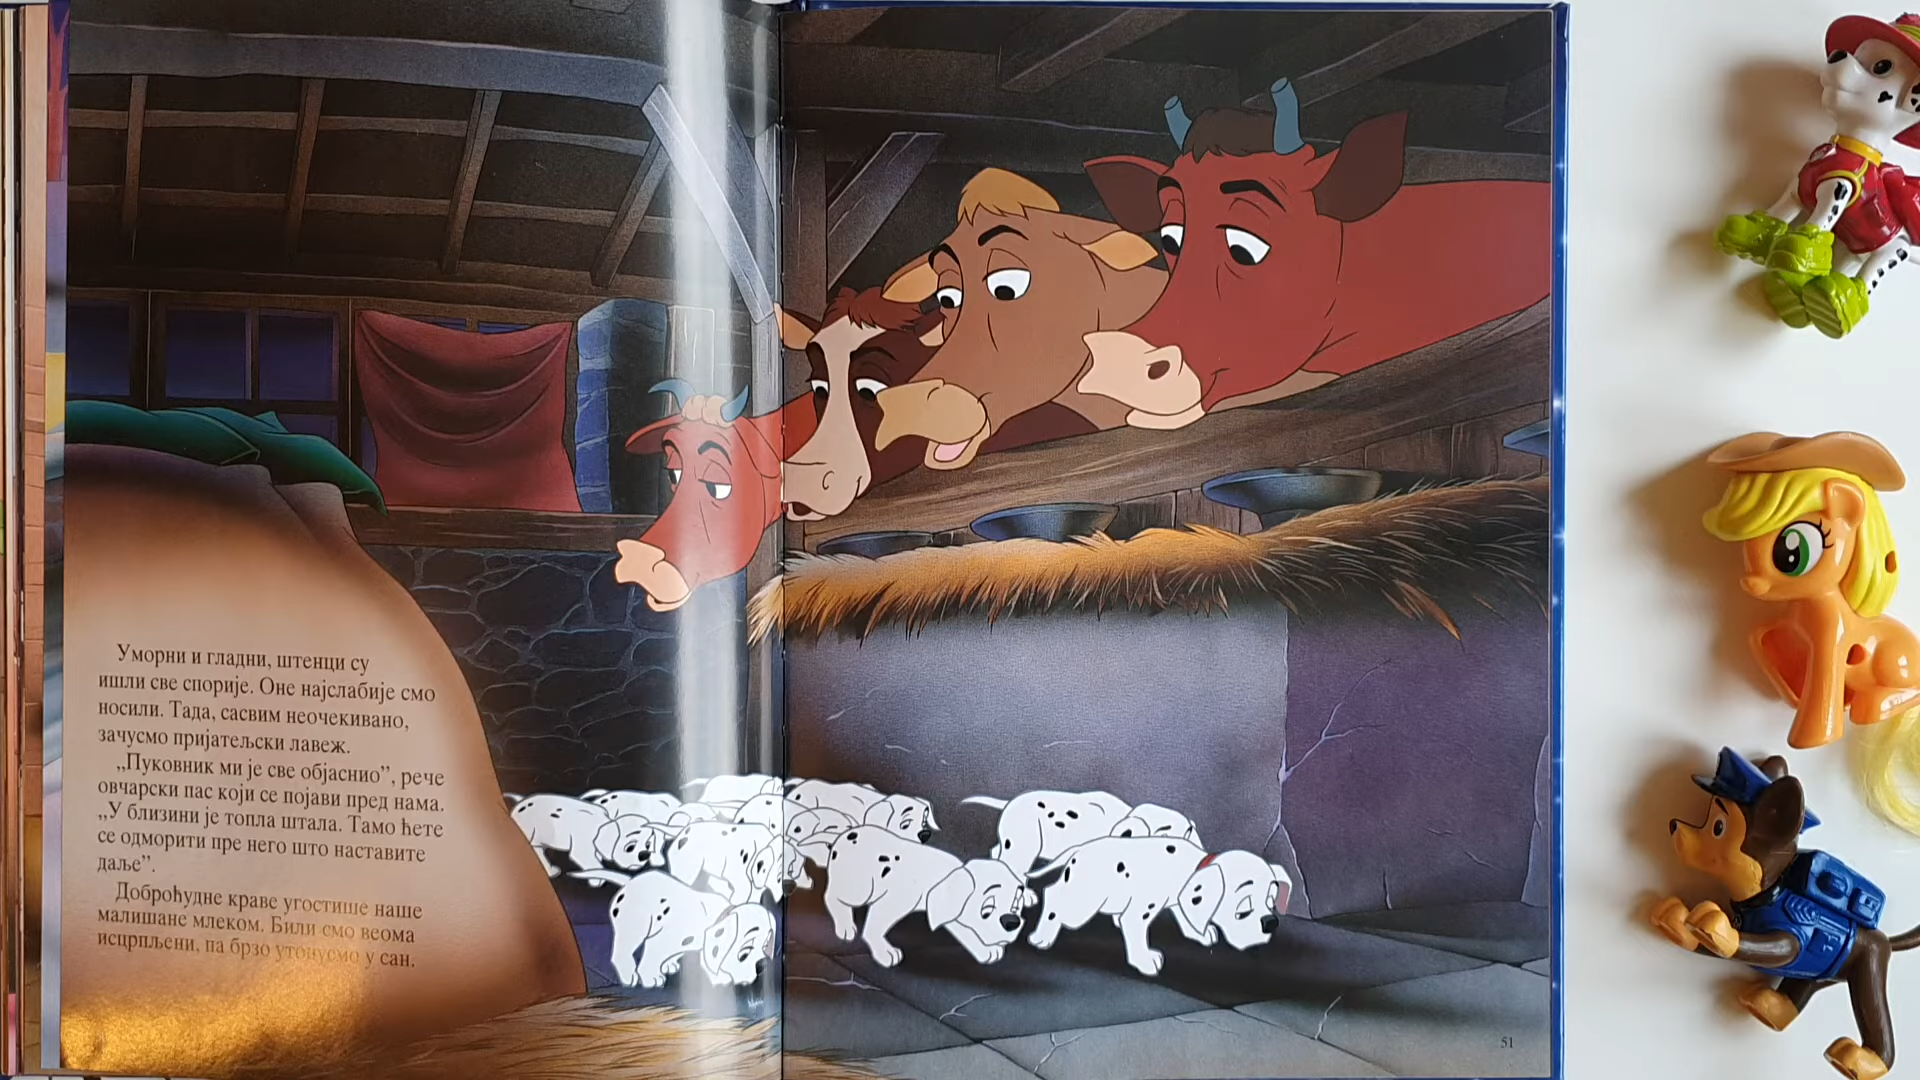 Уморни и гладни, штенци су
ишли све спорије. Оне најслабије смо
носили. Тада, сасвим неочекивано,
зачусмо пријатељски лавеж.
„Пуковник ми је све објаснио”, рече
овчарски пас који се појави пред нама.
„У близини је топла штала. Тамо ћете
се одморити пре него што наставите
даље”.
Доброћудне краве угостише наше
малишане млеком. Били смо веома
исцрпљени, па брзо утонусмо у сан.
51